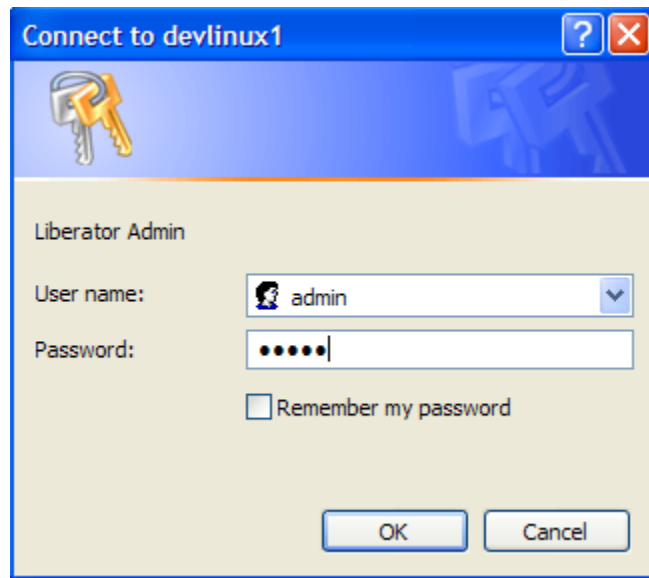 Connect to devlinux1
Liberator Admin
User name: admin
Password: •••••
Remember my password
OK Cancel